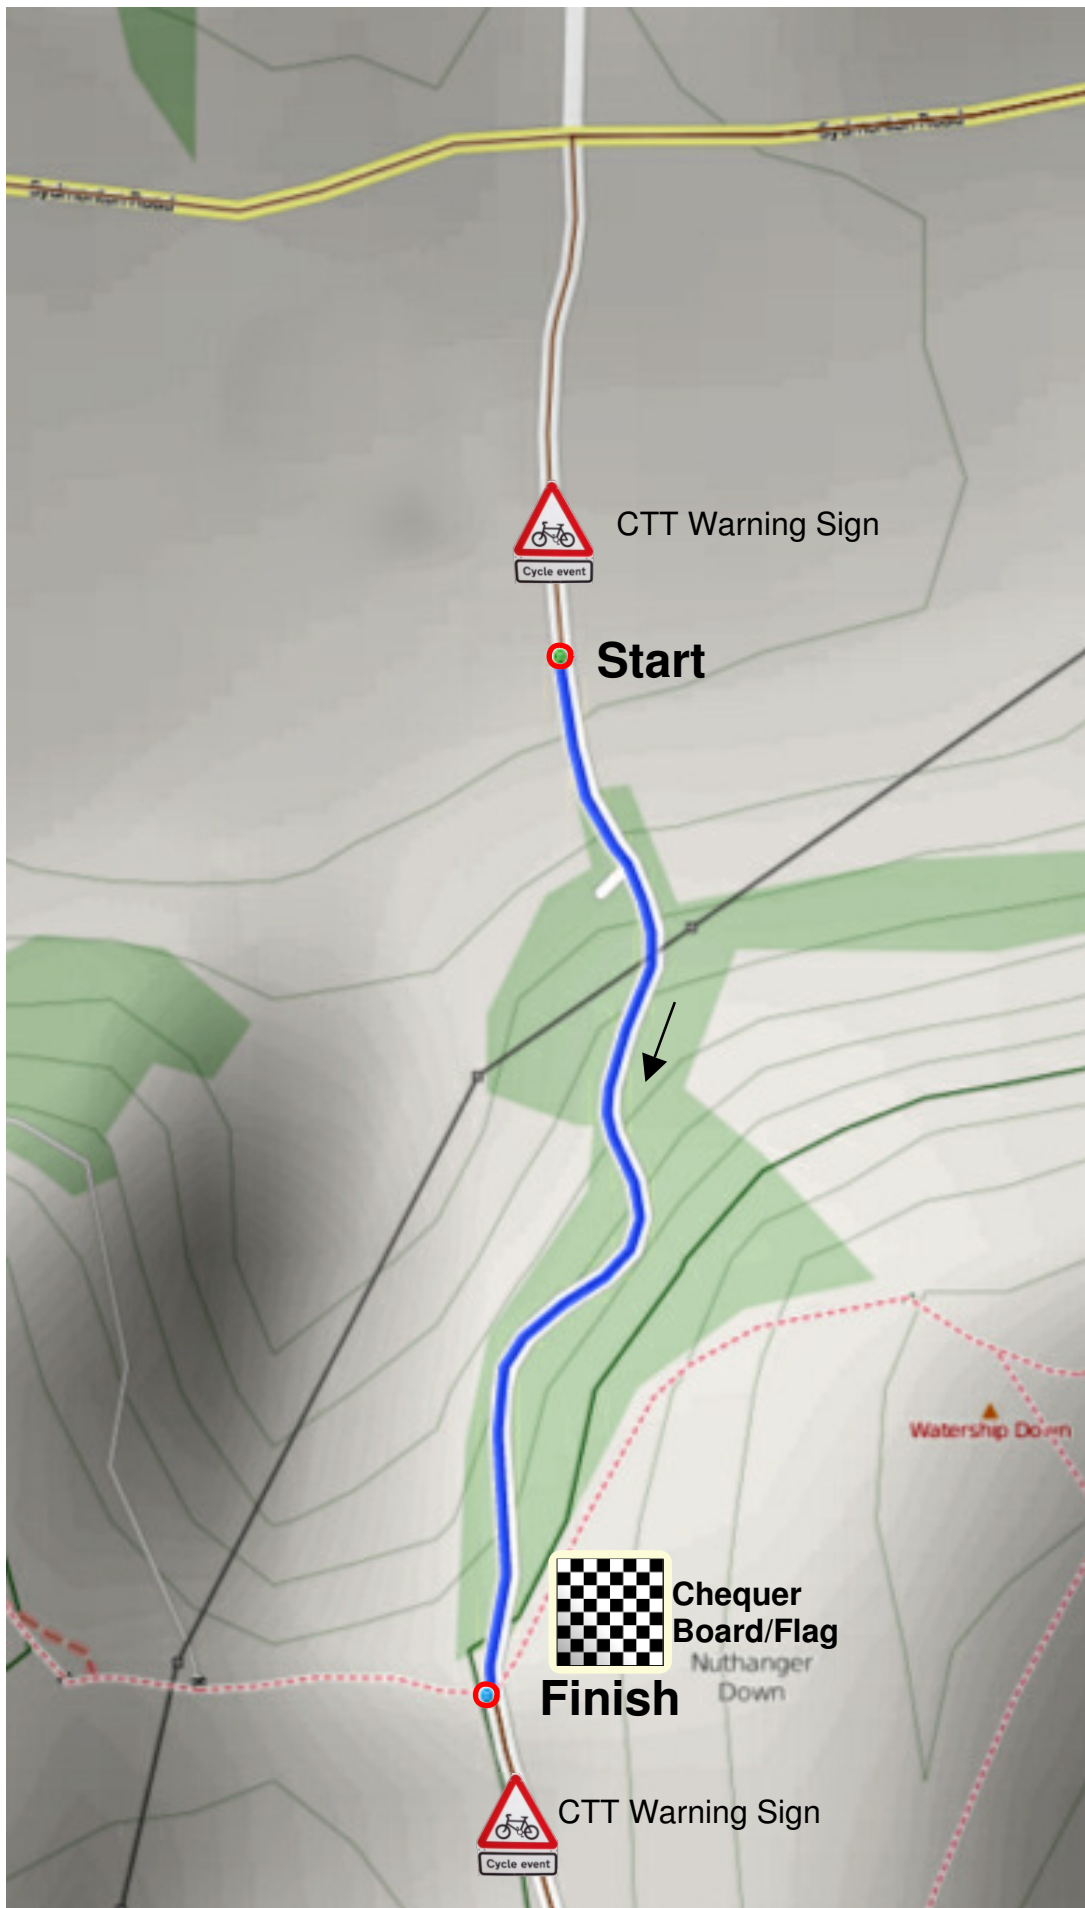 Sydmonton Road
Sydmonton Road
CTT Warning Sign
Cycle event
Start
Watership Down
Chequer
Board/Flag
Nuthanger
Down
Finish
CTT Warning Sign
Cycle event